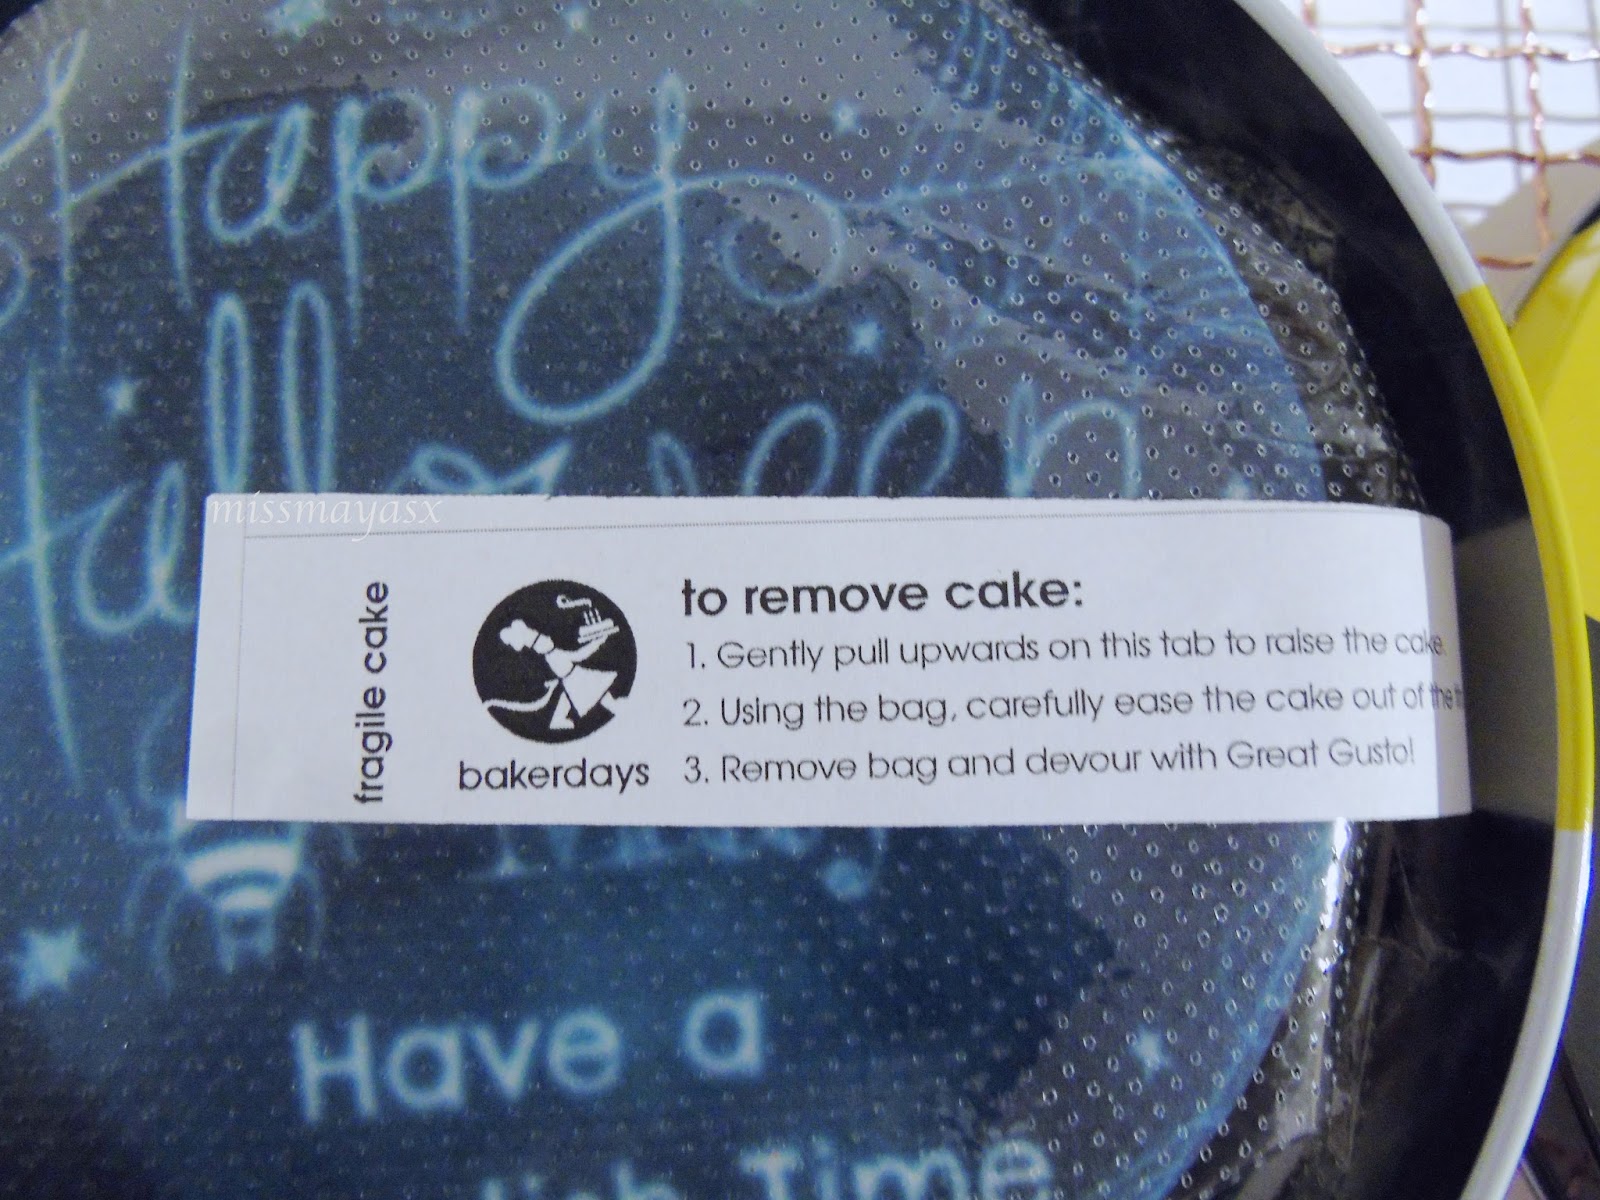 Happy
Halloween
missmayasx
fragile cake
bakerdays
to remove cake:
1. Gently pull upwards on this tab to raise the cake.
2. Using the bag, carefully ease the cake out of the
3. Remove bag and devour with Great Gusto!
Have a
Time